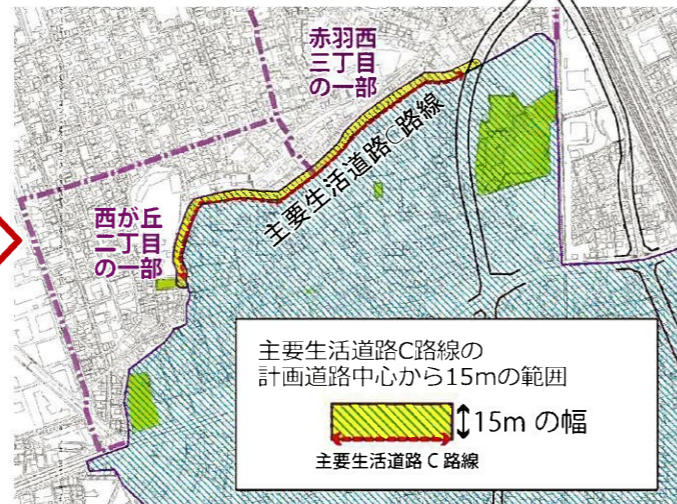 赤羽西
三丁目
の一部
主要生活道路C路線
西が丘
二丁目
の一部
主要生活道路C路線の
計画道路中心から15mの範囲
15m の幅
主要生活道路 C 路線